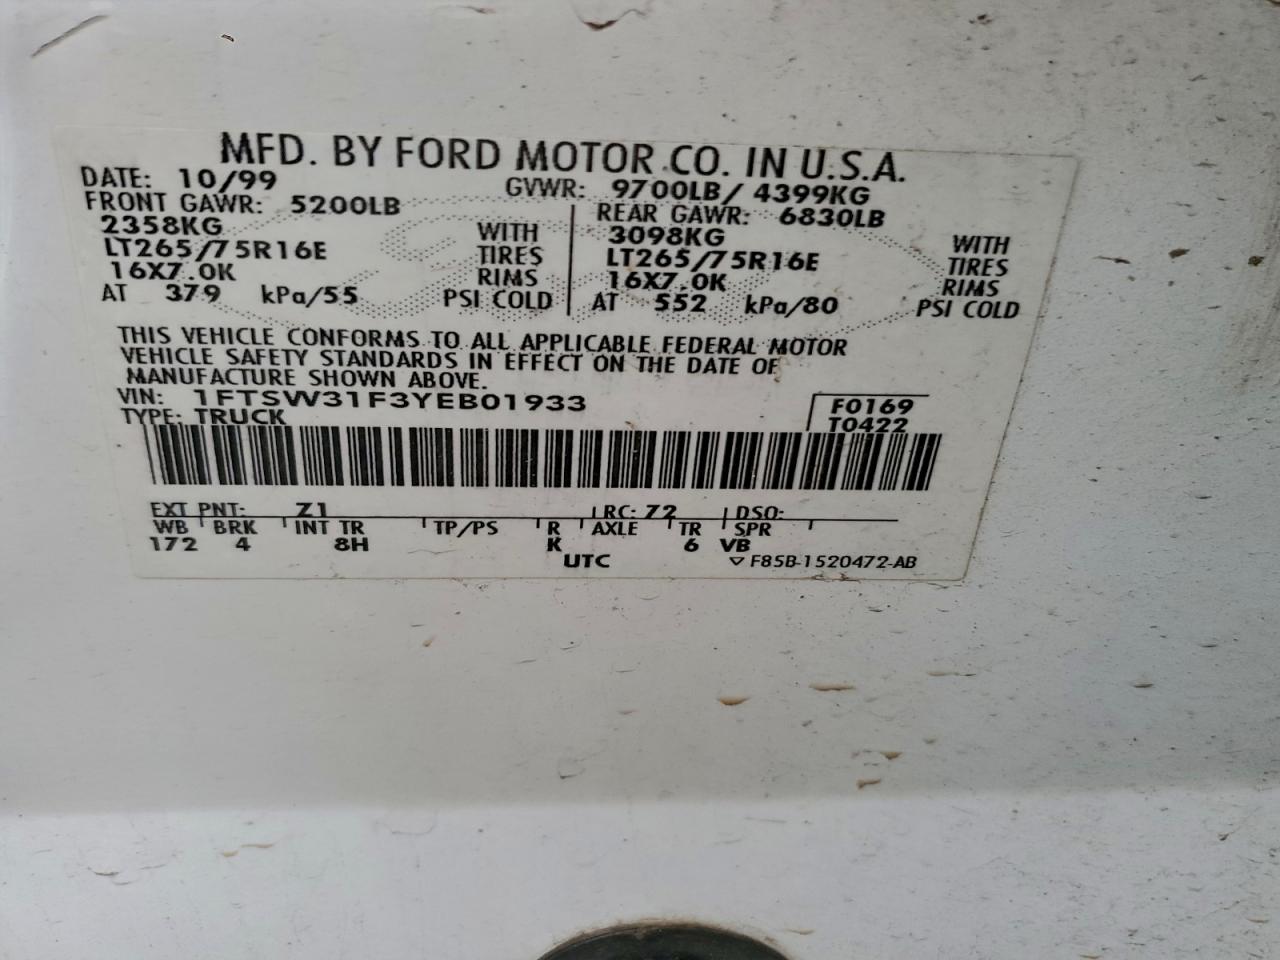 MFD. BY FORD MOTOR CO. IN U.S.A.
DATE: 10/99 GVWR: 9700LB/ 4399KG
FRONT GAWR: 5200LB REAR GAWR: 6830LB
2358KG WITH 3098KG WITH
LT265/75R16E TIRES LT265/75R16E TIRES
16X7.0K RIMS 16X7.0K RIMS
AT 379 kPa/55 PSI COLD AT 552 kPa/80 PSI COLD
THIS VEHICLE CONFORMS TO ALL APPLICABLE FEDERAL MOTOR
VEHICLE SAFETY STANDARDS IN EFFECT ON THE DATE OF
MANUFACTURE SHOWN ABOVE.
VIN: 1FTSW31F3YEB01933 F0169
TYPE: TRUCK T0422
EXT PNT: Z1 RC: 72 DSO:
WB BRK INT TR TP/PS R AXLE TR SPR
172 4 8H K 6 VB
UTC ▽ F85B-1520472-AB